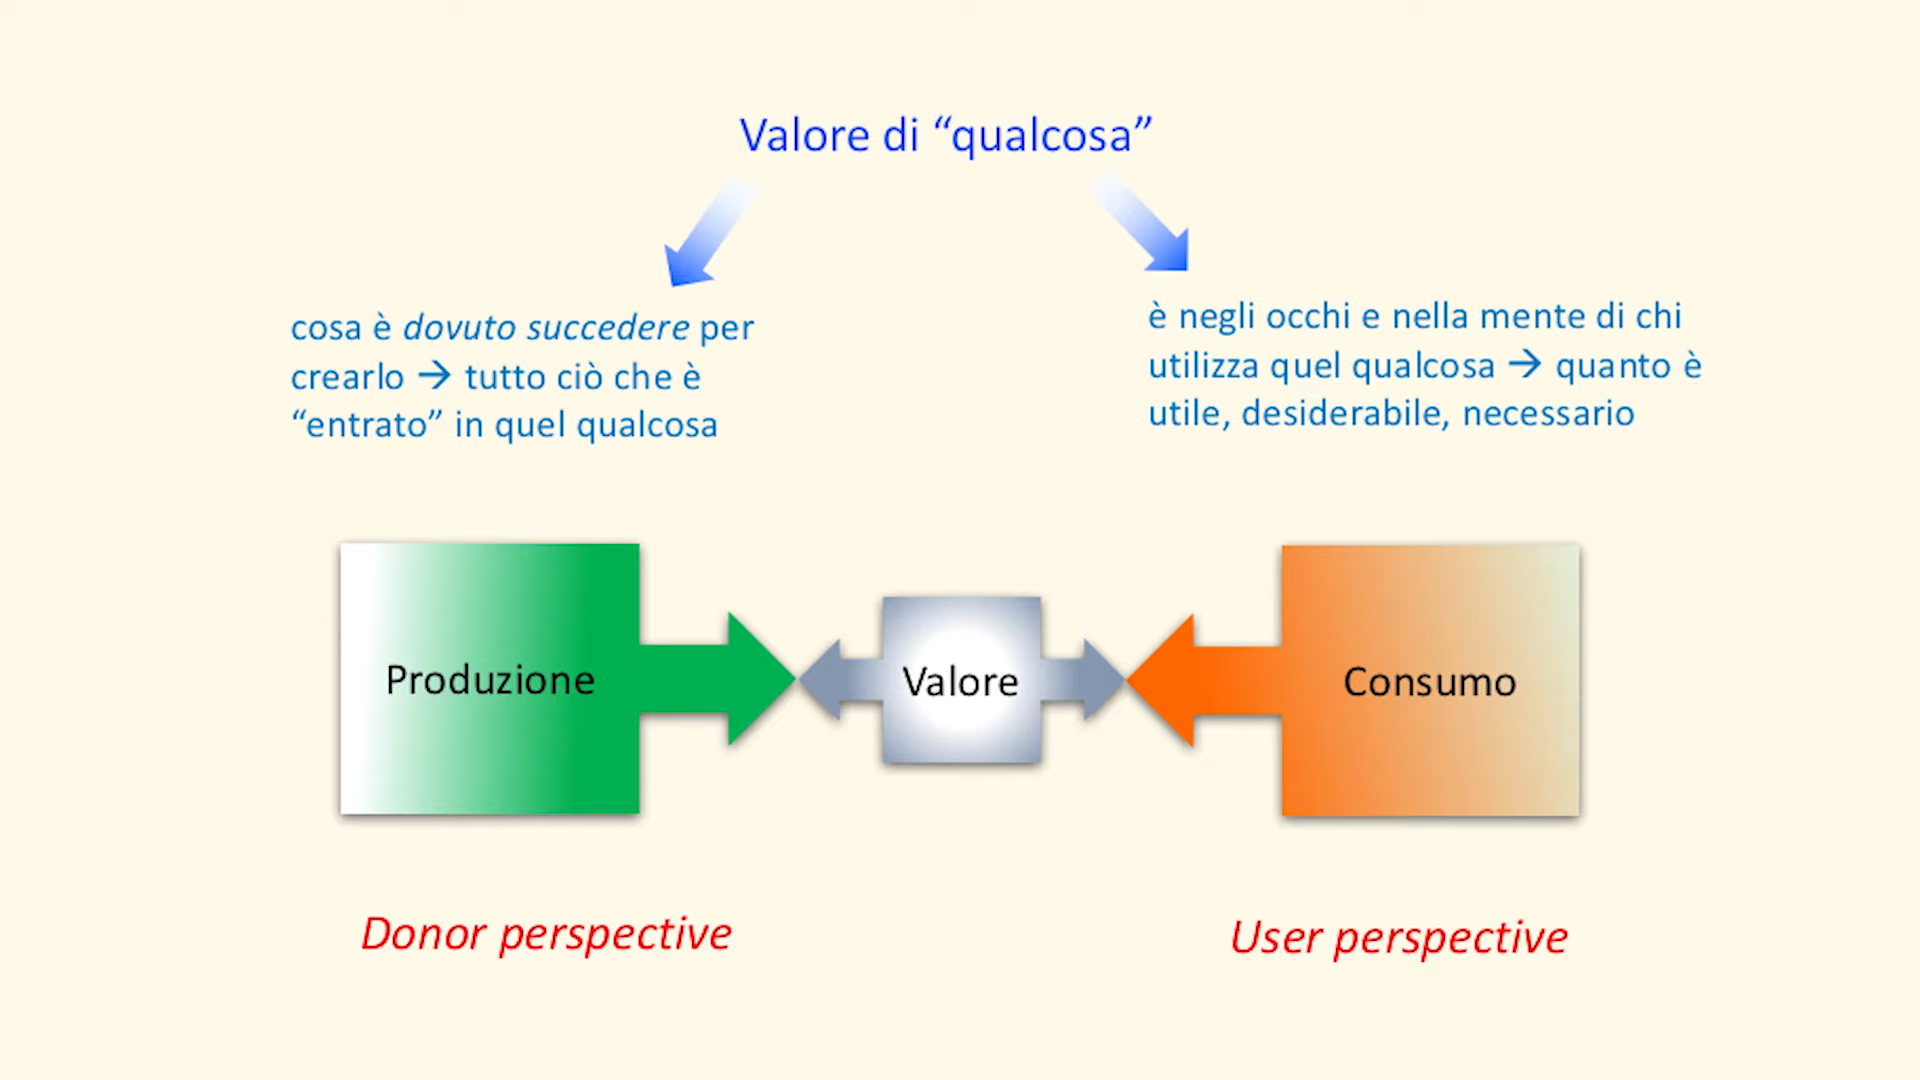 Valore di “qualcosa”
cosa è dovuto succedere per
crearlo → tutto ciò che è
“entrato” in quel qualcosa
è negli occhi e nella mente di chi
utilizza quel qualcosa → quanto è
utile, desiderabile, necessario
Produzione
Valore
Consumo
Donor perspective
User perspective